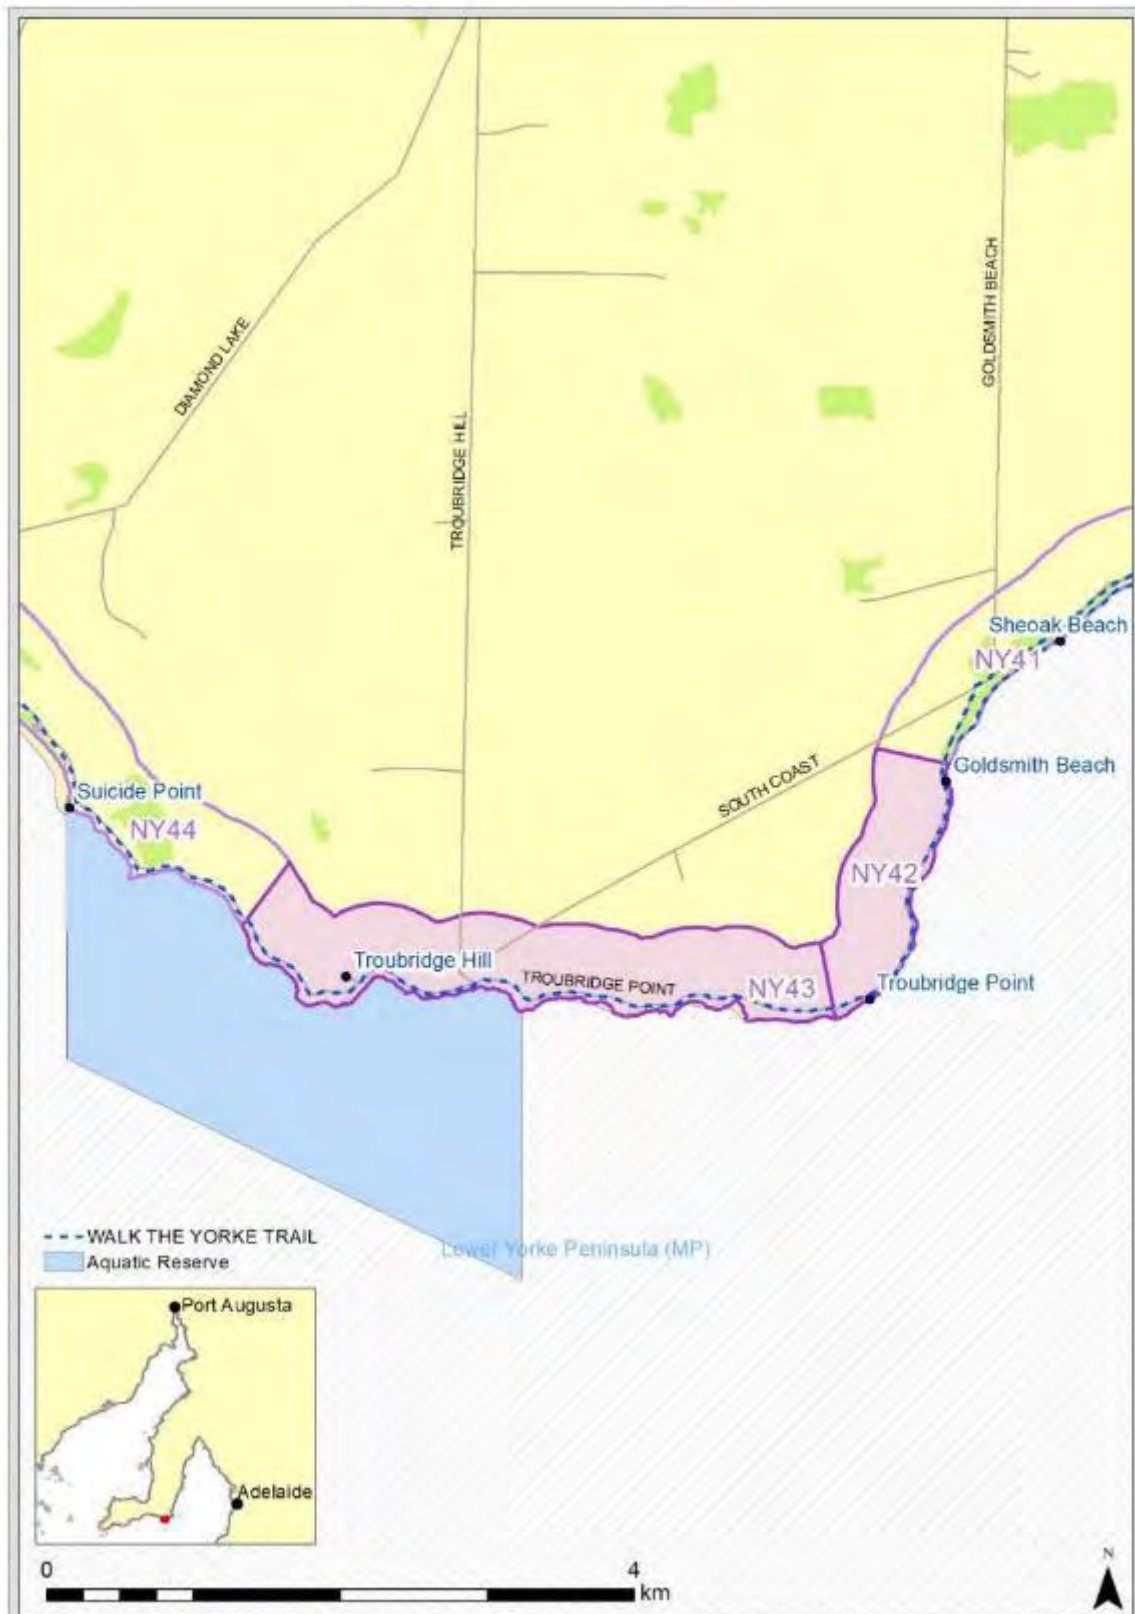 GOLDSMITH BEACH
DIAMOND LAKE
TROUBRIDGE HILL
Sheoak Beach
NY41
Goldsmith Beach
SOUTH COAST
Suicide Point
NY44
NY42
Troubridge Hill
TROUBRIDGE POINT
NY43
Troubridge Point
WALK THE YORKE TRAIL
Lower Yorke Peninsula (MP)
Aquatic Reserve
Port Augusta
Adelaide
0
4
km
N